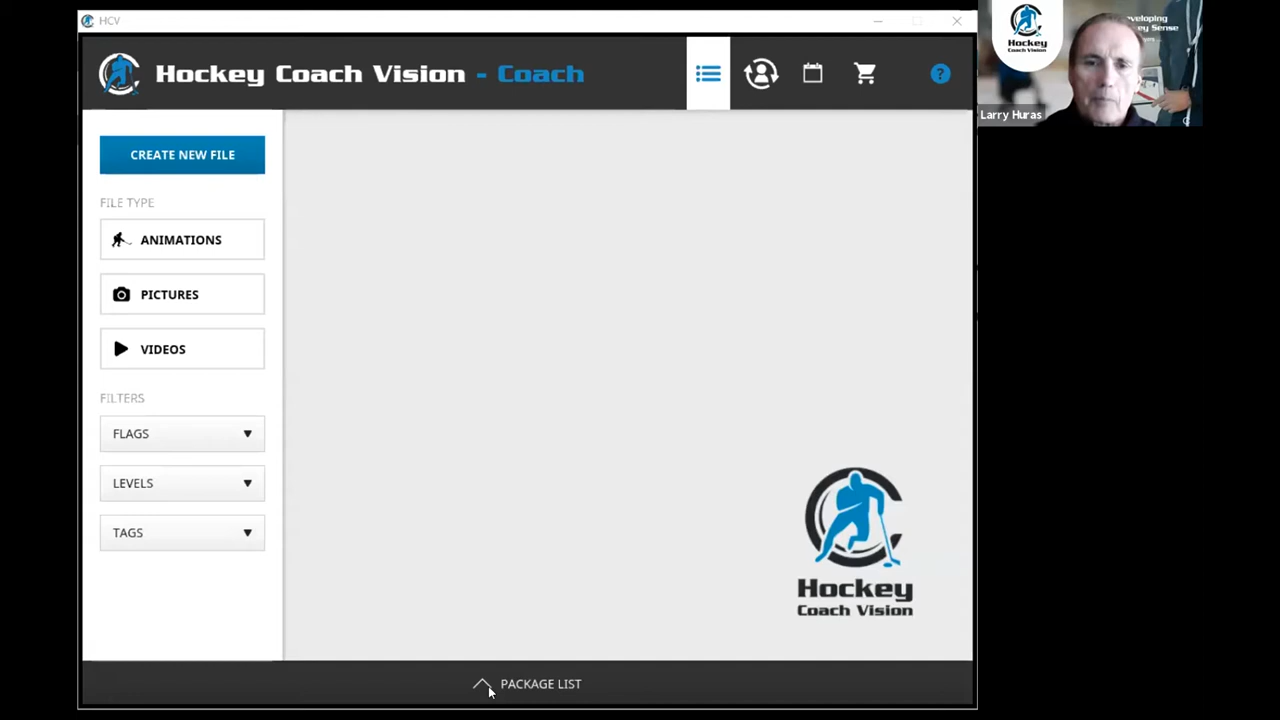 HCV
Hockey Coach Vision - Coach
?
CREATE NEW FILE
FILE TYPE
ANIMATIONS
PICTURES
VIDEOS
FILTERS
FLAGS
LEVELS
TAGS
Hockey
Coach Vision
PACKAGE LIST
Hockey
Coach Vision
Larry Huras